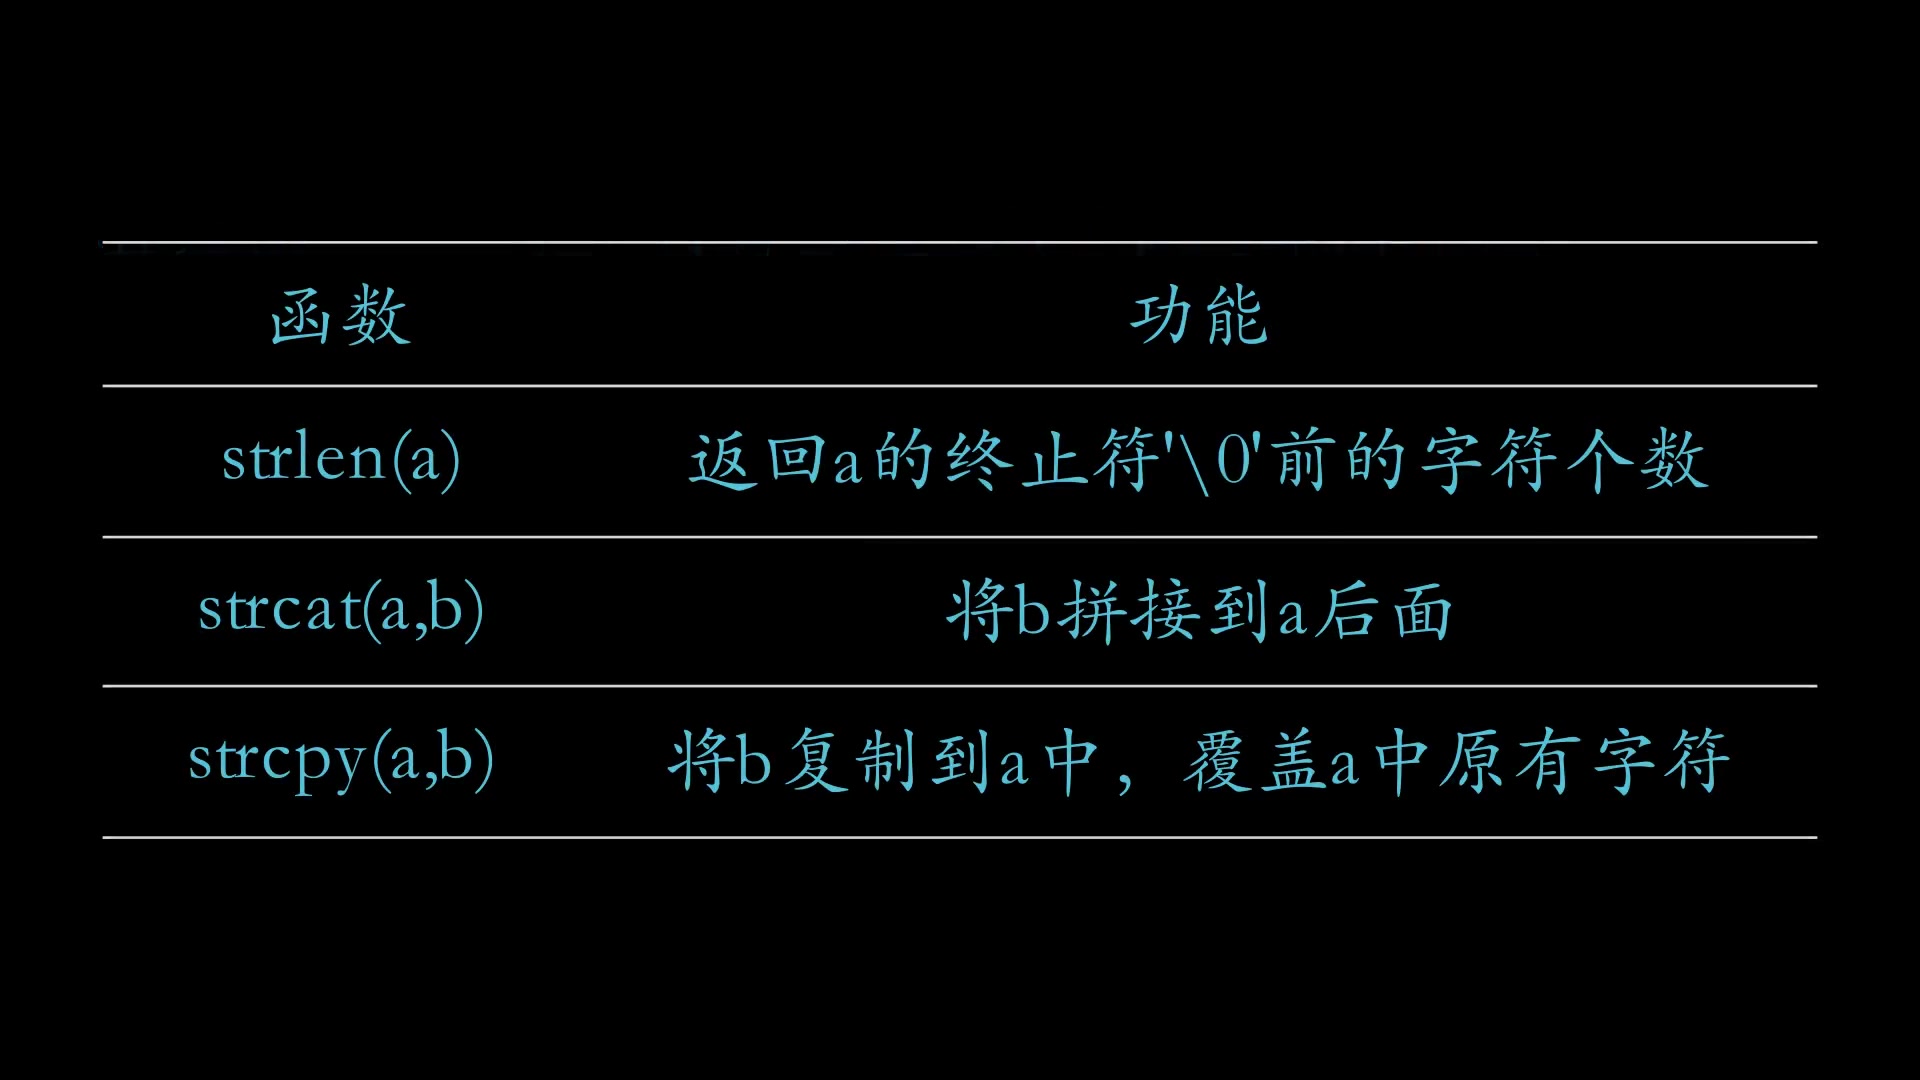 函数 功能
strlen(a) 返回a的终止符'\0'前的字符个数
strcat(a,b) 将b拼接到a后面
strcpy(a,b) 将b复制到a中，覆盖a中原有字符